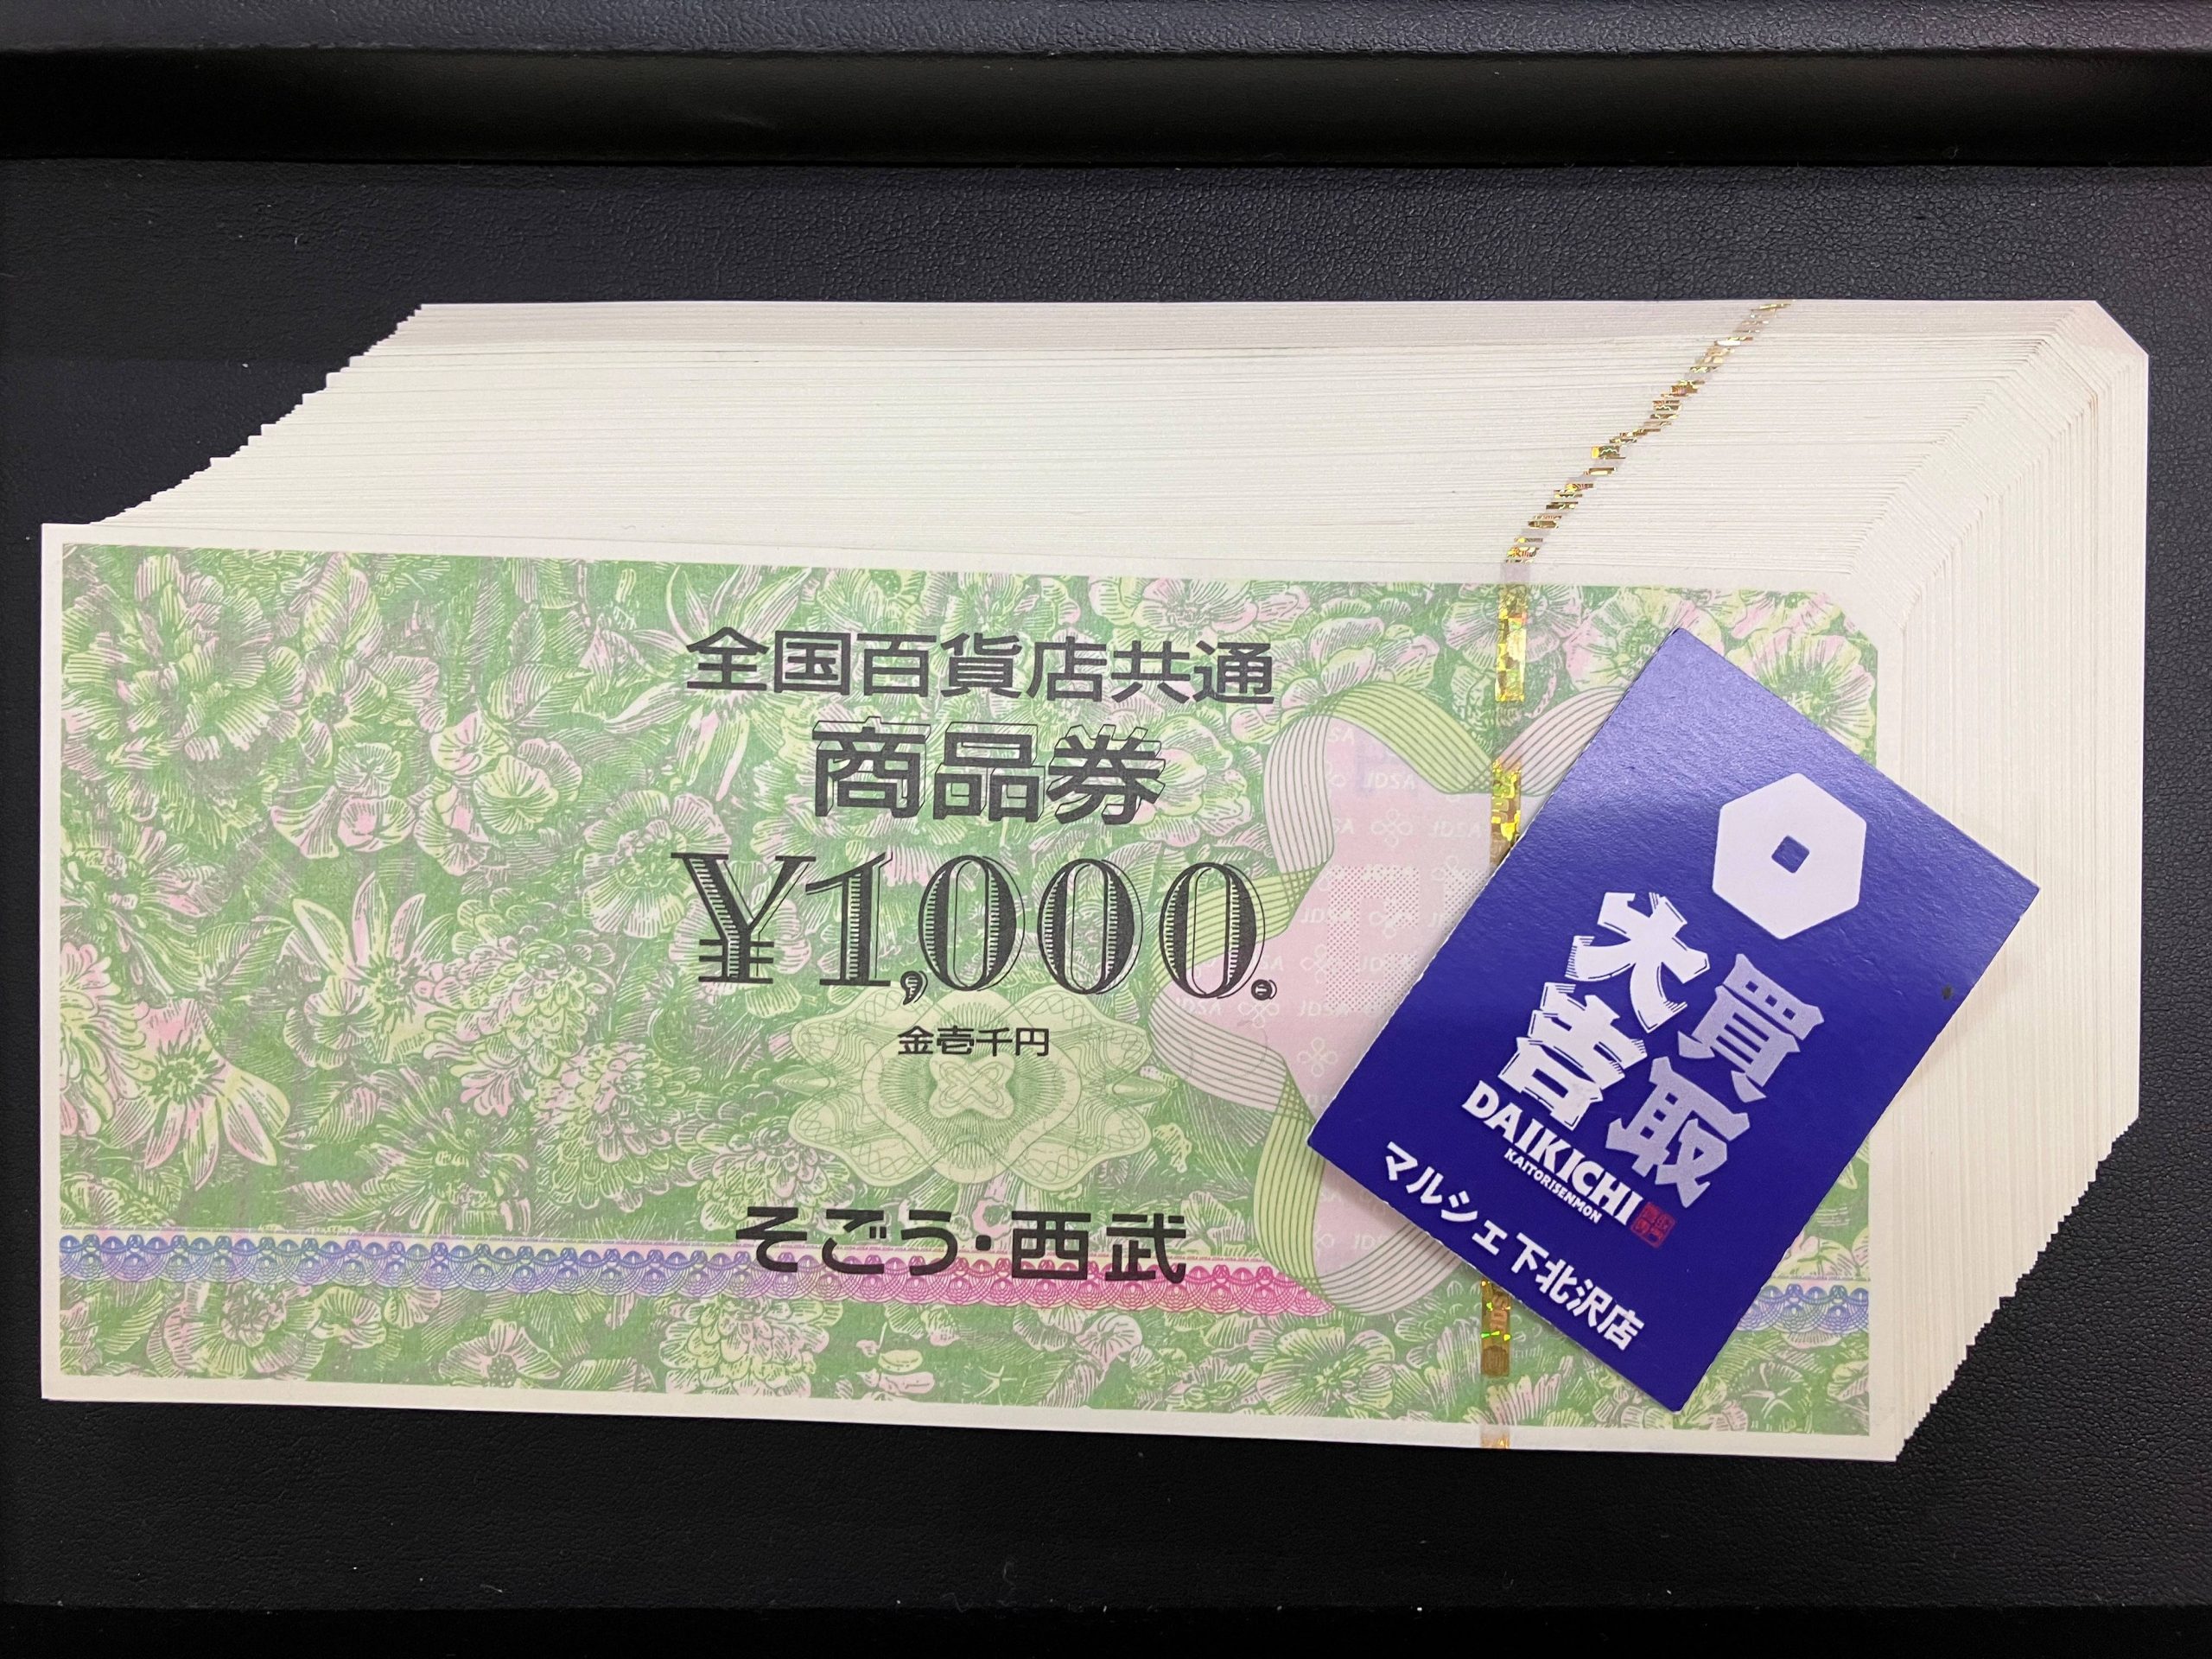 全国百貨店共通
商品券
¥1,000.
金壱千円
そごう・西武
JDSA
買取
大吉
DAIKICHI
KAITORISENMON
マルシェ下北沢店